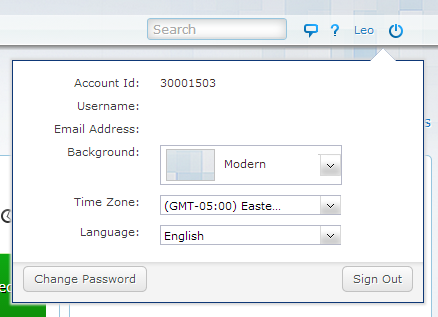 Search
? Leo
Account Id: 30001503
Username:
Email Address:
Background: Modern
Time Zone: (GMT-05:00) Easte...
Language: English
Change Password Sign Out